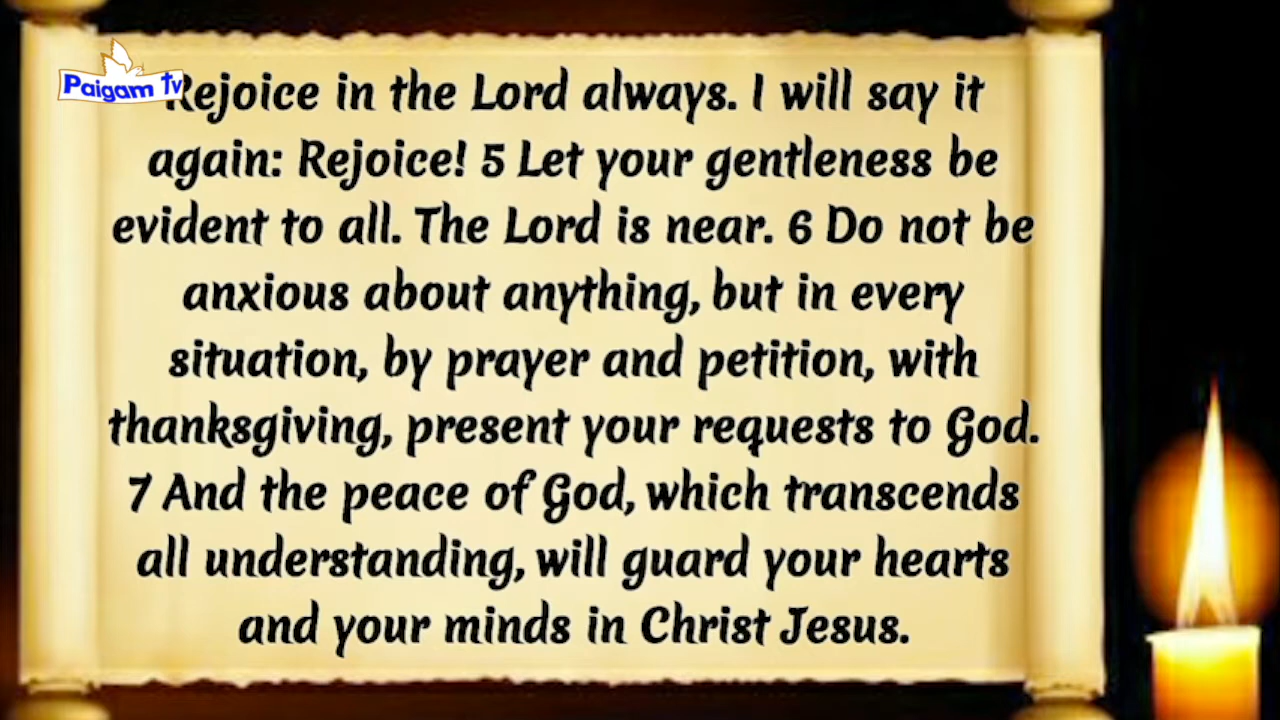 Paigam Tv
Rejoice in the Lord always. I will say it
again: Rejoice! 5 Let your gentleness be
evident to all. The Lord is near. 6 Do not be
anxious about anything, but in every
situation, by prayer and petition, with
thanksgiving, present your requests to God.
7 And the peace of God, which transcends
all understanding, will guard your hearts
and your minds in Christ Jesus.